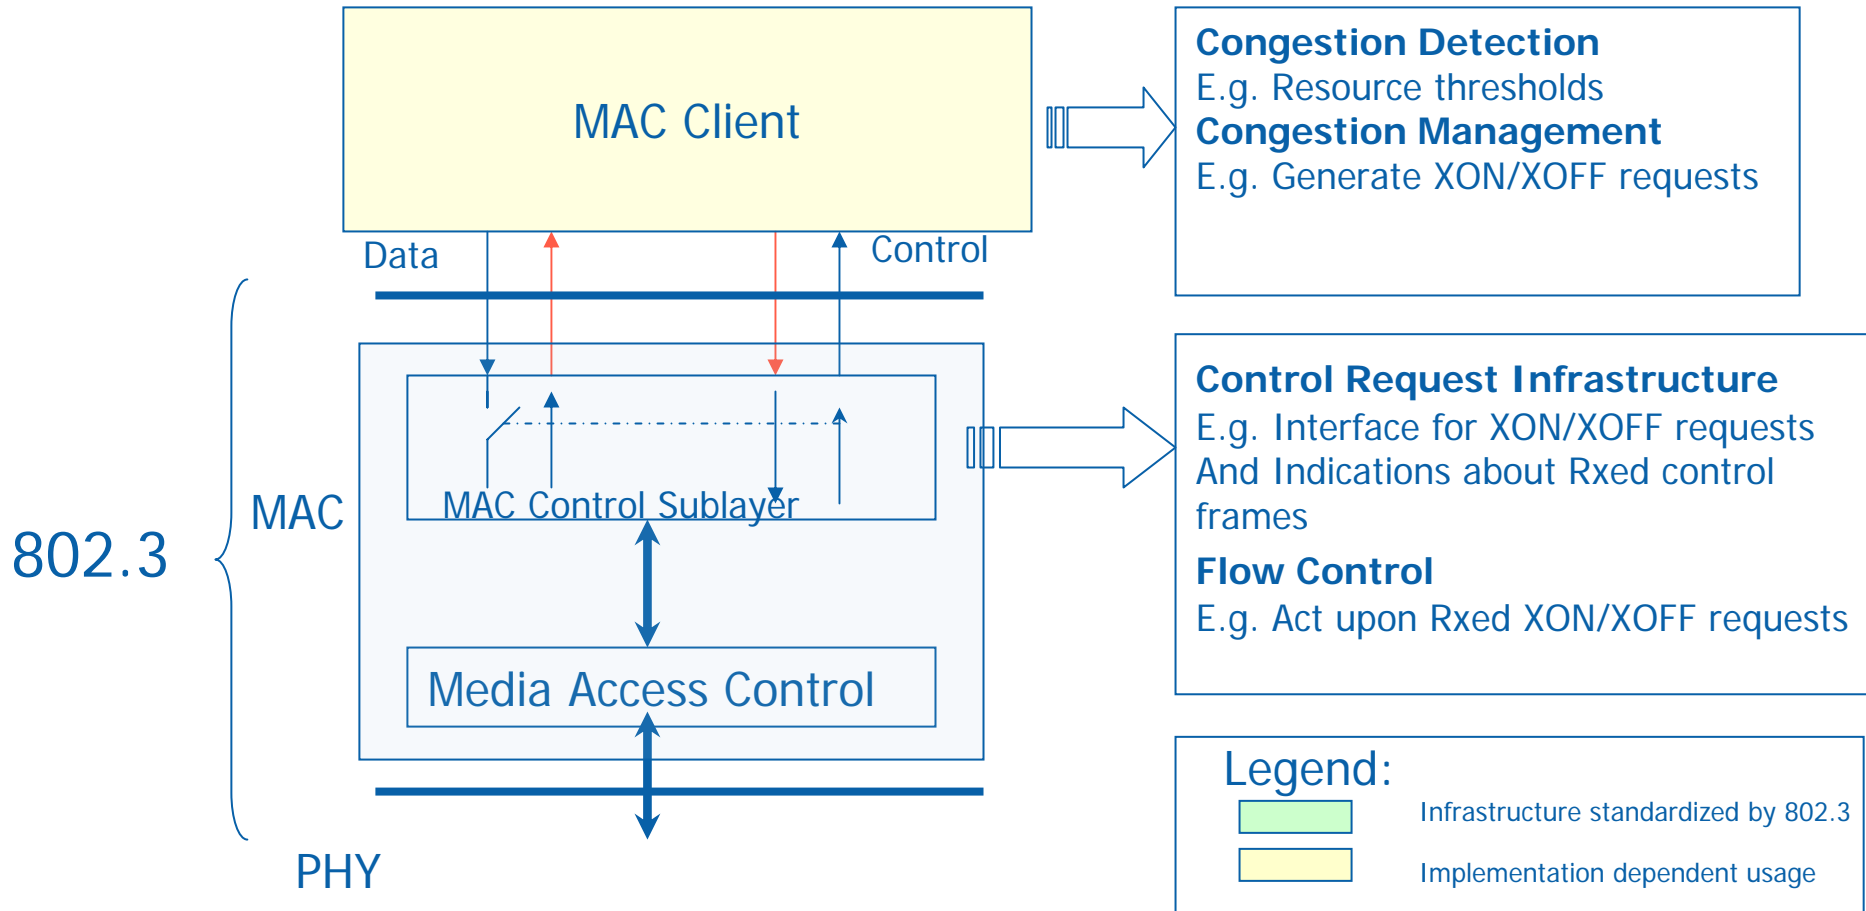 MAC Client
Congestion Detection
E.g. Resource thresholds
Congestion Management
E.g. Generate XON/XOFF requests
Data
Control
Control Request Infrastructure
E.g. Interface for XON/XOFF requests
And Indications about Rxed control
frames
Flow Control
E.g. Act upon Rxed XON/XOFF requests
MAC Control Sublayer
MAC
802.3
Media Access Control
PHY
Legend:
Infrastructure standardized by 802.3
Implementation dependent usage